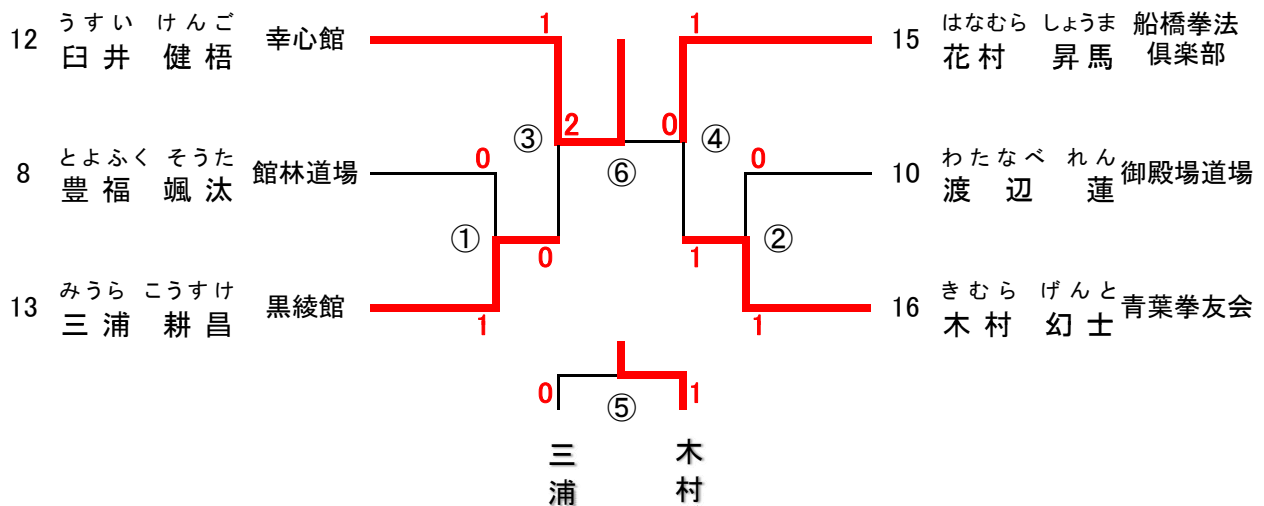 1
1
12 うすい けんご
臼井 健梧 幸心館
15 はなむら しょうま
花村 昇馬 船橋拳法
倶楽部
③ 2 0 ④
⑥
8 とよふく そうた
豊福 颯汰 館林道場 0
0 10 わたなべ れん
渡辺 蓮 御殿場道場
① 0
1 ②
13 みうら こうすけ
三浦 耕昌 黒綾館 1
1 16 きむら げんと
木村 幻士 青葉拳友会
0 ⑤ 1
三浦
木村